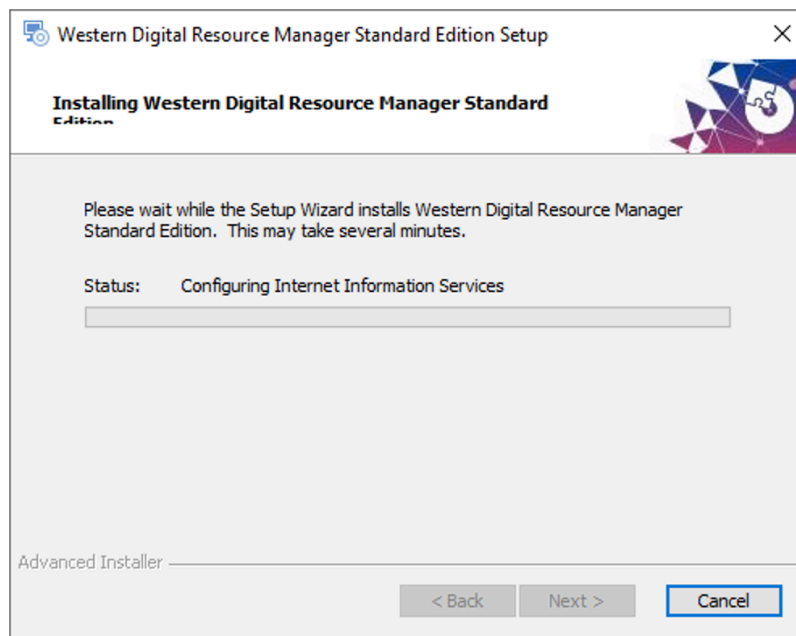 Western Digital Resource Manager Standard Edition Setup
Installing Western Digital Resource Manager Standard
Edition
Please wait while the Setup Wizard installs Western Digital Resource Manager
Standard Edition.  This may take several minutes.
Status: Configuring Internet Information Services
Advanced Installer
< Back Next > Cancel